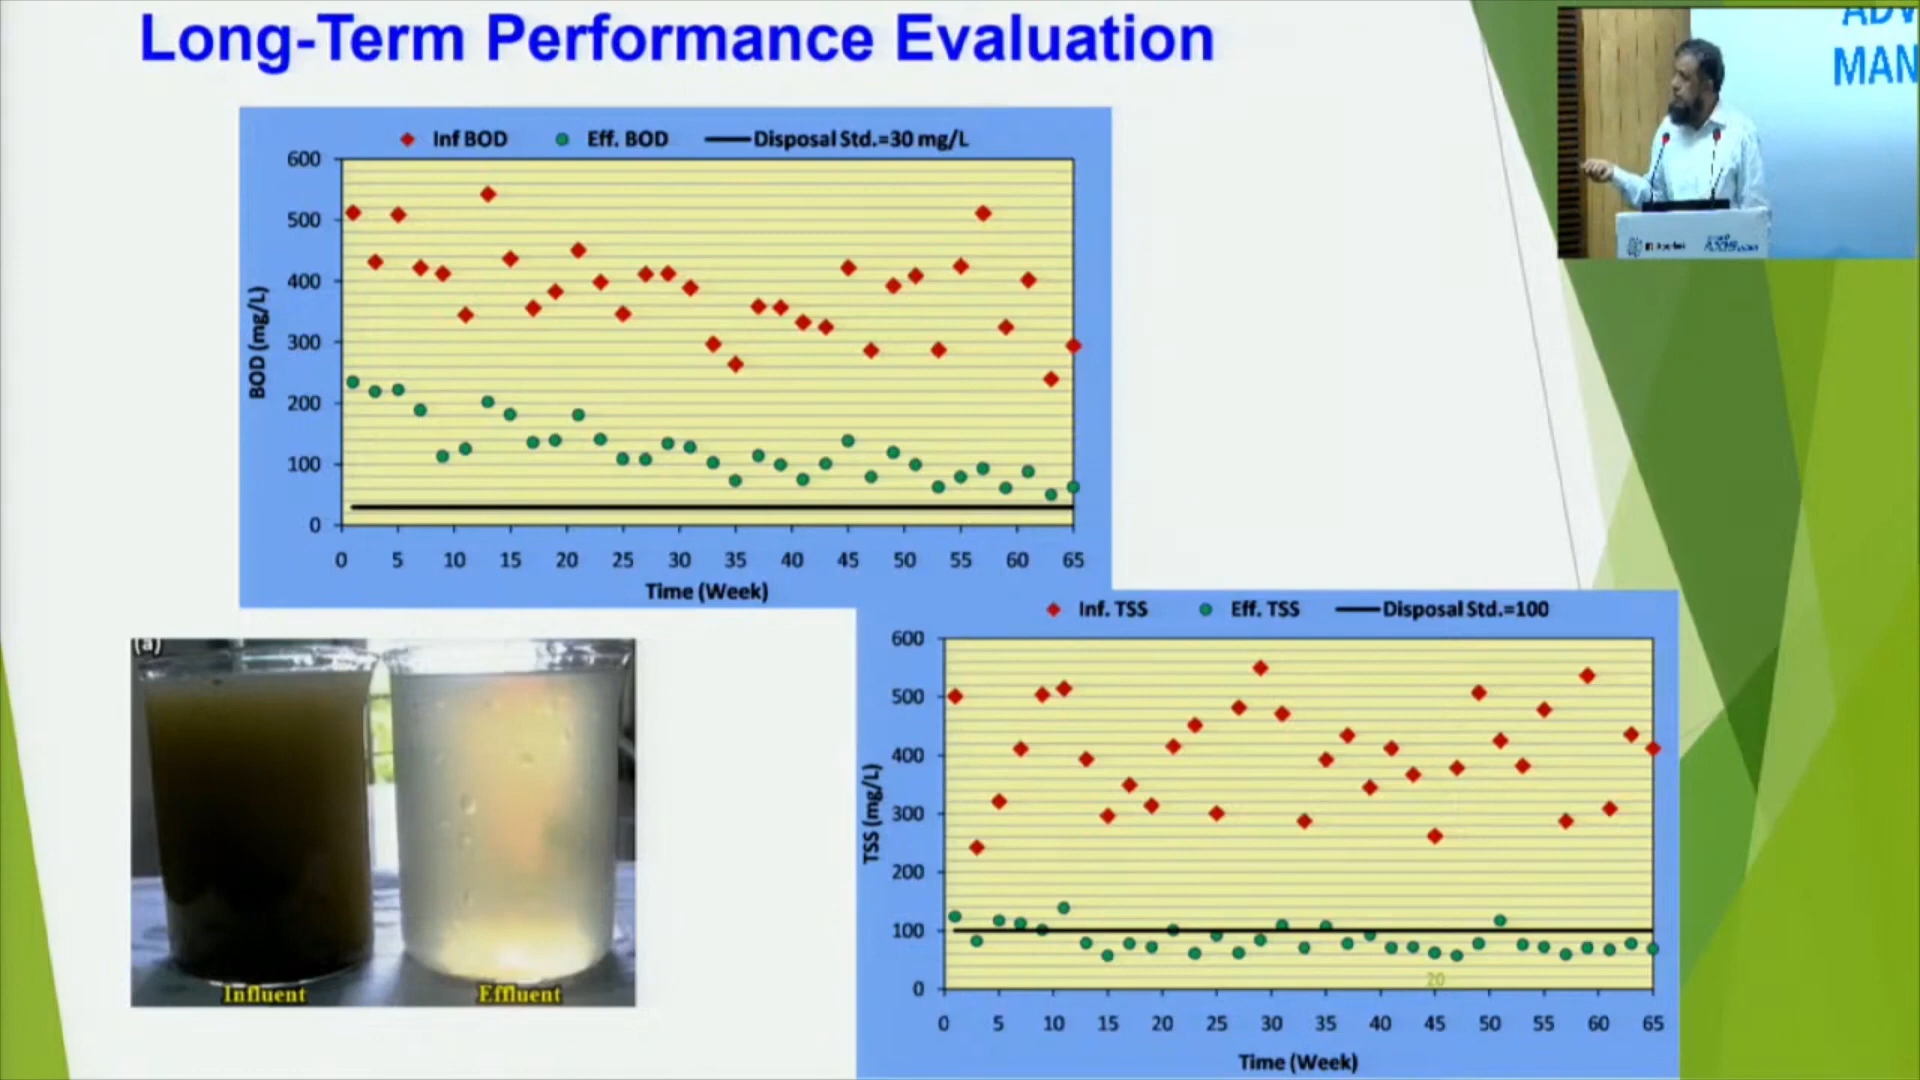 Long-Term Performance Evaluation
Inf BOD Eff. BOD Disposal Std.=30 mg/L
600
500
400
300
200
100
0
BOD (mg/L)
0 5 10 15 20 25 30 35 40 45 50 55 60 65
Time (Week)
(a)
Influent Effluent
Inf. TSS Eff. TSS Disposal Std.=100
600
500
400
300
200
100
0
TSS (mg/L)
20
0 5 10 15 20 25 30 35 40 45 50 55 60 65
Time (Week)
ADV
MAN